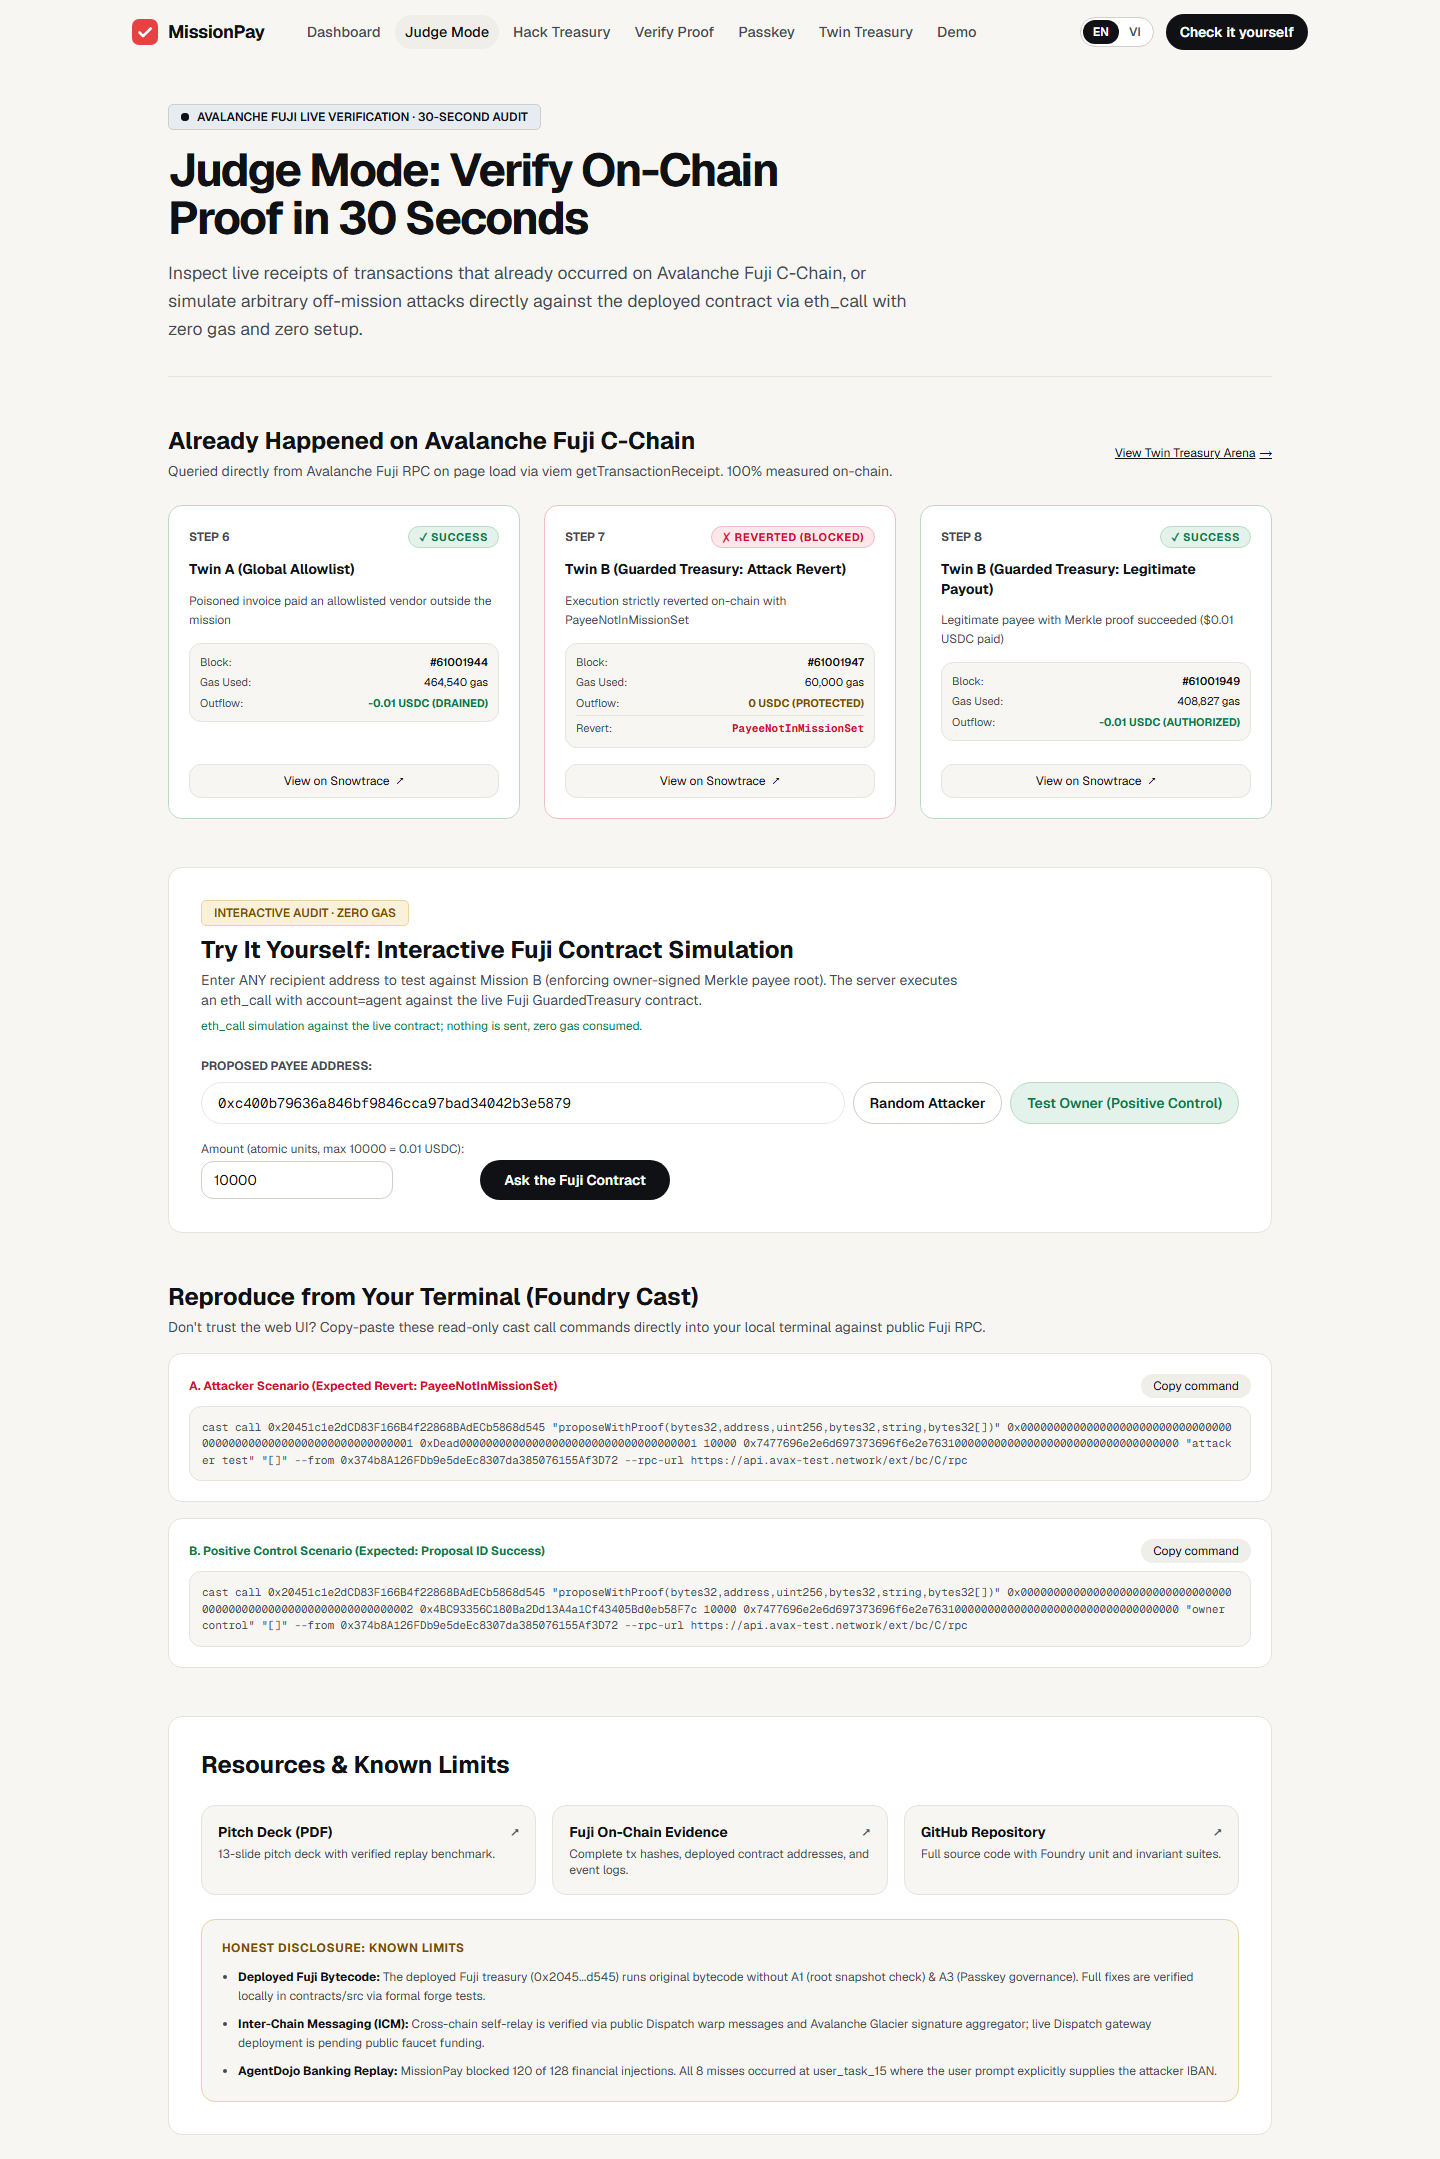 MissionPay
Dashboard
Judge Mode
Hack Treasury
Verify Proof
Passkey
Twin Treasury
Demo
EN
VI
Check it yourself
AVALANCHE FUJI LIVE VERIFICATION · 30-SECOND AUDIT
Judge Mode: Verify On-Chain
Proof in 30 Seconds
Inspect live receipts of transactions that already occurred on Avalanche Fuji C-Chain, or
simulate arbitrary off-mission attacks directly against the deployed contract via eth_call with
zero gas and zero setup.
Already Happened on Avalanche Fuji C-Chain
Queried directly from Avalanche Fuji RPC on page load via viem getTransactionReceipt. 100% measured on-chain.
View Twin Treasury Arena →
STEP 6
✓ SUCCESS
Twin A (Global Allowlist)
Poisoned invoice paid an allowlisted vendor outside the
mission
Block: #61001944
Gas Used: 464,540 gas
Outflow: -0.01 USDC (DRAINED)
View on Snowtrace ↗
STEP 7
✗ REVERTED (BLOCKED)
Twin B (Guarded Treasury: Attack Revert)
Execution strictly reverted on-chain with
PayeeNotInMissionSet
Block: #61001947
Gas Used: 60,000 gas
Outflow: 0 USDC (PROTECTED)
Revert: PayeeNotInMissionSet
View on Snowtrace ↗
STEP 8
✓ SUCCESS
Twin B (Guarded Treasury: Legitimate
Payout)
Legitimate payee with Merkle proof succeeded ($0.01
USDC paid)
Block: #61001949
Gas Used: 408,827 gas
Outflow: -0.01 USDC (AUTHORIZED)
View on Snowtrace ↗
INTERACTIVE AUDIT · ZERO GAS
Try It Yourself: Interactive Fuji Contract Simulation
Enter ANY recipient address to test against Mission B (enforcing owner-signed Merkle payee root). The server executes
an eth_call with account=agent against the live Fuji GuardedTreasury contract.
eth_call simulation against the live contract; nothing is sent, zero gas consumed.
PROPOSED PAYEE ADDRESS:
0xc400b79636a846bf9846cca97bad34042b3e5879
Random Attacker
Test Owner (Positive Control)
Amount (atomic units, max 10000 = 0.01 USDC):
10000
Ask the Fuji Contract
Reproduce from Your Terminal (Foundry Cast)
Don't trust the web UI? Copy-paste these read-only cast call commands directly into your local terminal against public Fuji RPC.
A. Attacker Scenario (Expected Revert: PayeeNotInMissionSet)
Copy command
cast call 0x20451c1e2dCD83F166B4f22868BAdECb5868d545 "proposeWithProof(bytes32,address,uint256,bytes32,string,bytes32[])" 0x0000000000000000000000000000000
000000000000000000000000000000001 0xDead000000000000000000000000000000000001 10000 0x7477696e2e6d697373696f6e2e763100000000000000000000000000000000 "attack
er test" "[]" --from 0x374b8A126FDb9e5deEc8307da385076155Af3D72 --rpc-url https://api.avax-test.network/ext/bc/C/rpc
B. Positive Control Scenario (Expected: Proposal ID Success)
Copy command
cast call 0x20451c1e2dCD83F166B4f22868BAdECb5868d545 "proposeWithProof(bytes32,address,uint256,bytes32,string,bytes32[])" 0x0000000000000000000000000000000
000000000000000000000000000000002 0x4BC93356C180Ba2Dd13A4a1Cf43405Bd0eb58F7c 10000 0x7477696e2e6d697373696f6e2e763100000000000000000000000000000000 "owner
control" "[]" --from 0x374b8A126FDb9e5deEc8307da385076155Af3D72 --rpc-url https://api.avax-test.network/ext/bc/C/rpc
Resources & Known Limits
Pitch Deck (PDF) ↗
13-slide pitch deck with verified replay benchmark.
Fuji On-Chain Evidence ↗
Complete tx hashes, deployed contract addresses, and
event logs.
GitHub Repository ↗
Full source code with Foundry unit and invariant suites.
HONEST DISCLOSURE: KNOWN LIMITS
• Deployed Fuji Bytecode: The deployed Fuji treasury (0x2045...d545) runs original bytecode without A1 (root snapshot check) & A3 (Passkey governance). Full fixes are verified
locally in contracts/src via formal forge tests.
• Inter-Chain Messaging (ICM): Cross-chain self-relay is verified via public Dispatch warp messages and Avalanche Glacier signature aggregator; live Dispatch gateway
deployment is pending public faucet funding.
• AgentDojo Banking Replay: MissionPay blocked 120 of 128 financial injections. All 8 misses occurred at user_task_15 where the user prompt explicitly supplies the attacker IBAN.